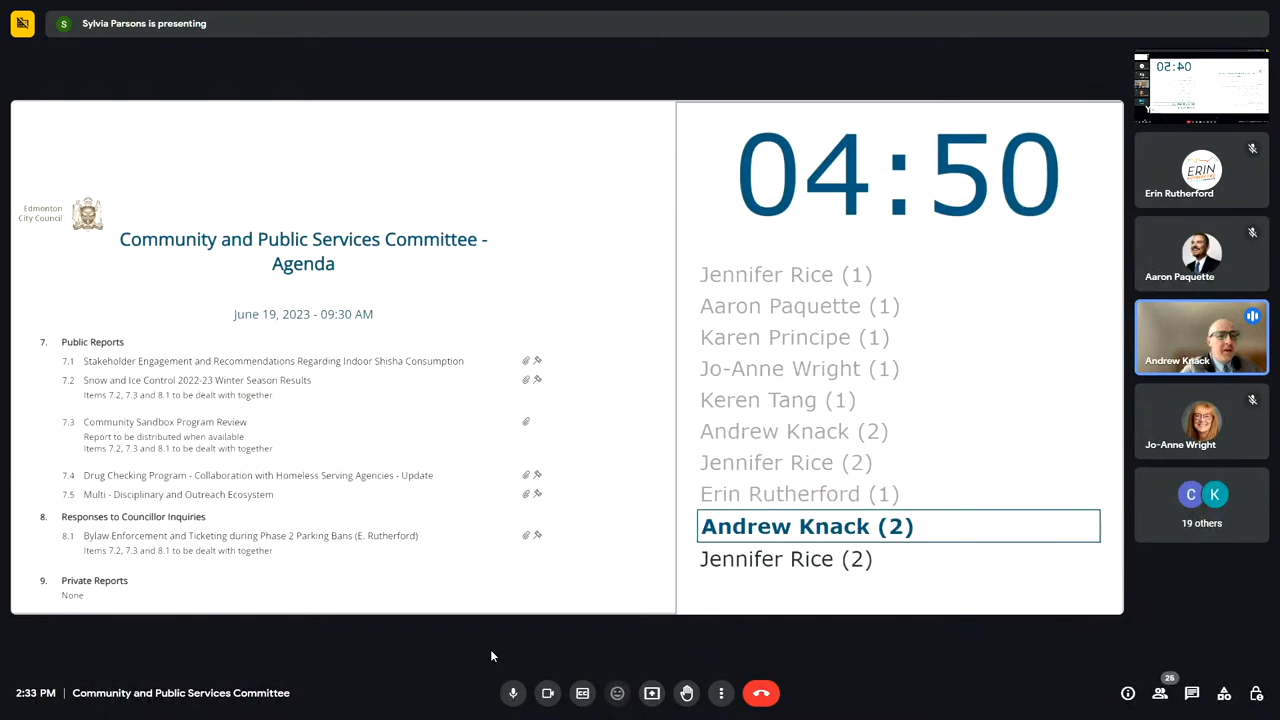 S Sylvia Parsons is presenting
Edmonton
City Council
Community and Public Services Committee -
Agenda
June 19, 2023 - 09:30 AM
7. Public Reports
7.1 Stakeholder Engagement and Recommendations Regarding Indoor Shisha Consumption
7.2 Snow and Ice Control 2022-23 Winter Season Results
Items 7.2, 7.3 and 8.1 to be dealt with together
7.3 Community Sandbox Program Review
Report to be distributed when available
Items 7.2, 7.3 and 8.1 to be dealt with together
7.4 Drug Checking Program - Collaboration with Homeless Serving Agencies - Update
7.5 Multi - Disciplinary and Outreach Ecosystem
8. Responses to Councillor Inquiries
8.1 Bylaw Enforcement and Ticketing during Phase 2 Parking Bans (E. Rutherford)
Items 7.2, 7.3 and 8.1 to be dealt with together
9. Private Reports
None
04:50
Jennifer Rice (1)
Aaron Paquette (1)
Karen Principe (1)
Jo-Anne Wright (1)
Keren Tang (1)
Andrew Knack (2)
Jennifer Rice (2)
Erin Rutherford (1)
Andrew Knack (2)
Jennifer Rice (2)
04:50
ERIN
Erin Rutherford
Aaron Paquette
Andrew Knack
Jo-Anne Wright
C K
19 others
2:33 PM | Community and Public Services Committee
25